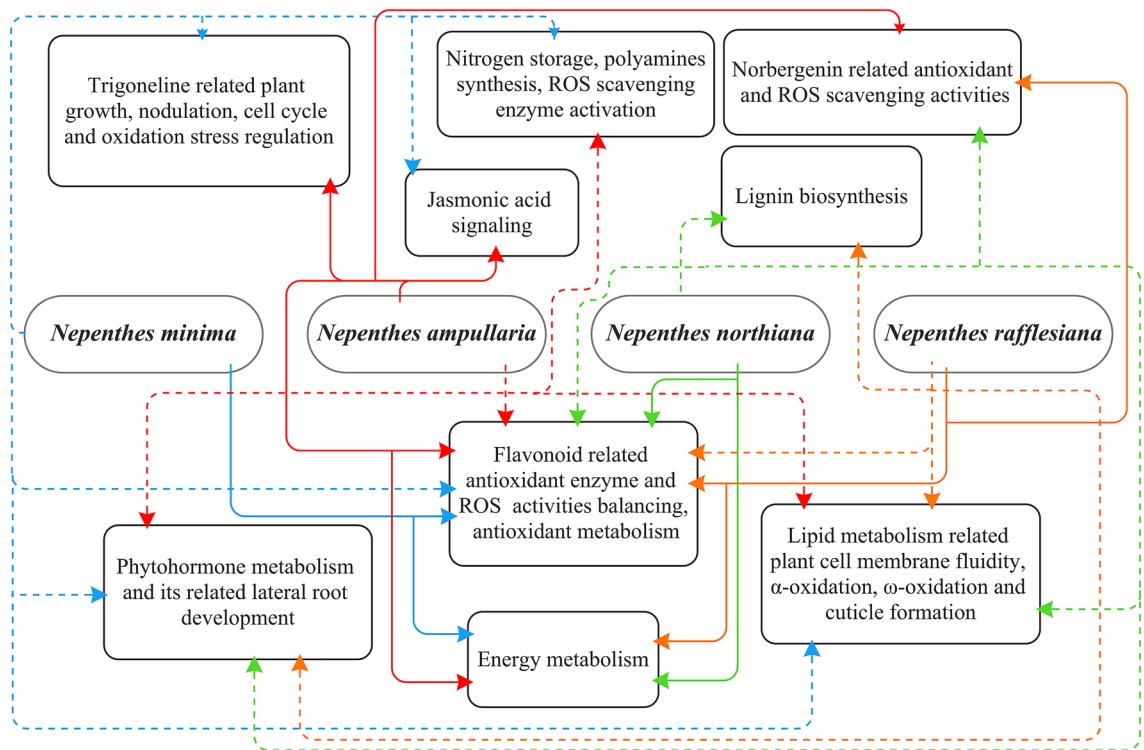 Trigoneline related plant
growth, nodulation, cell cycle
and oxidation stress regulation
Nitrogen storage, polyamines
synthesis, ROS scavenging
enzyme activation
Norbergenin related antioxidant
and ROS scavenging activities
Jasmonic acid
signaling
Lignin biosynthesis
Nepenthes minima
Nepenthes ampullaria
Nepenthes northiana
Nepenthes rafflesiana
Flavonoid related
antioxidant enzyme and
ROS activities balancing,
antioxidant metabolism
Phytohormone metabolism
and its related lateral root
development
Lipid metabolism related
plant cell membrane fluidity,
α-oxidation, ω-oxidation and
cuticle formation
Energy metabolism